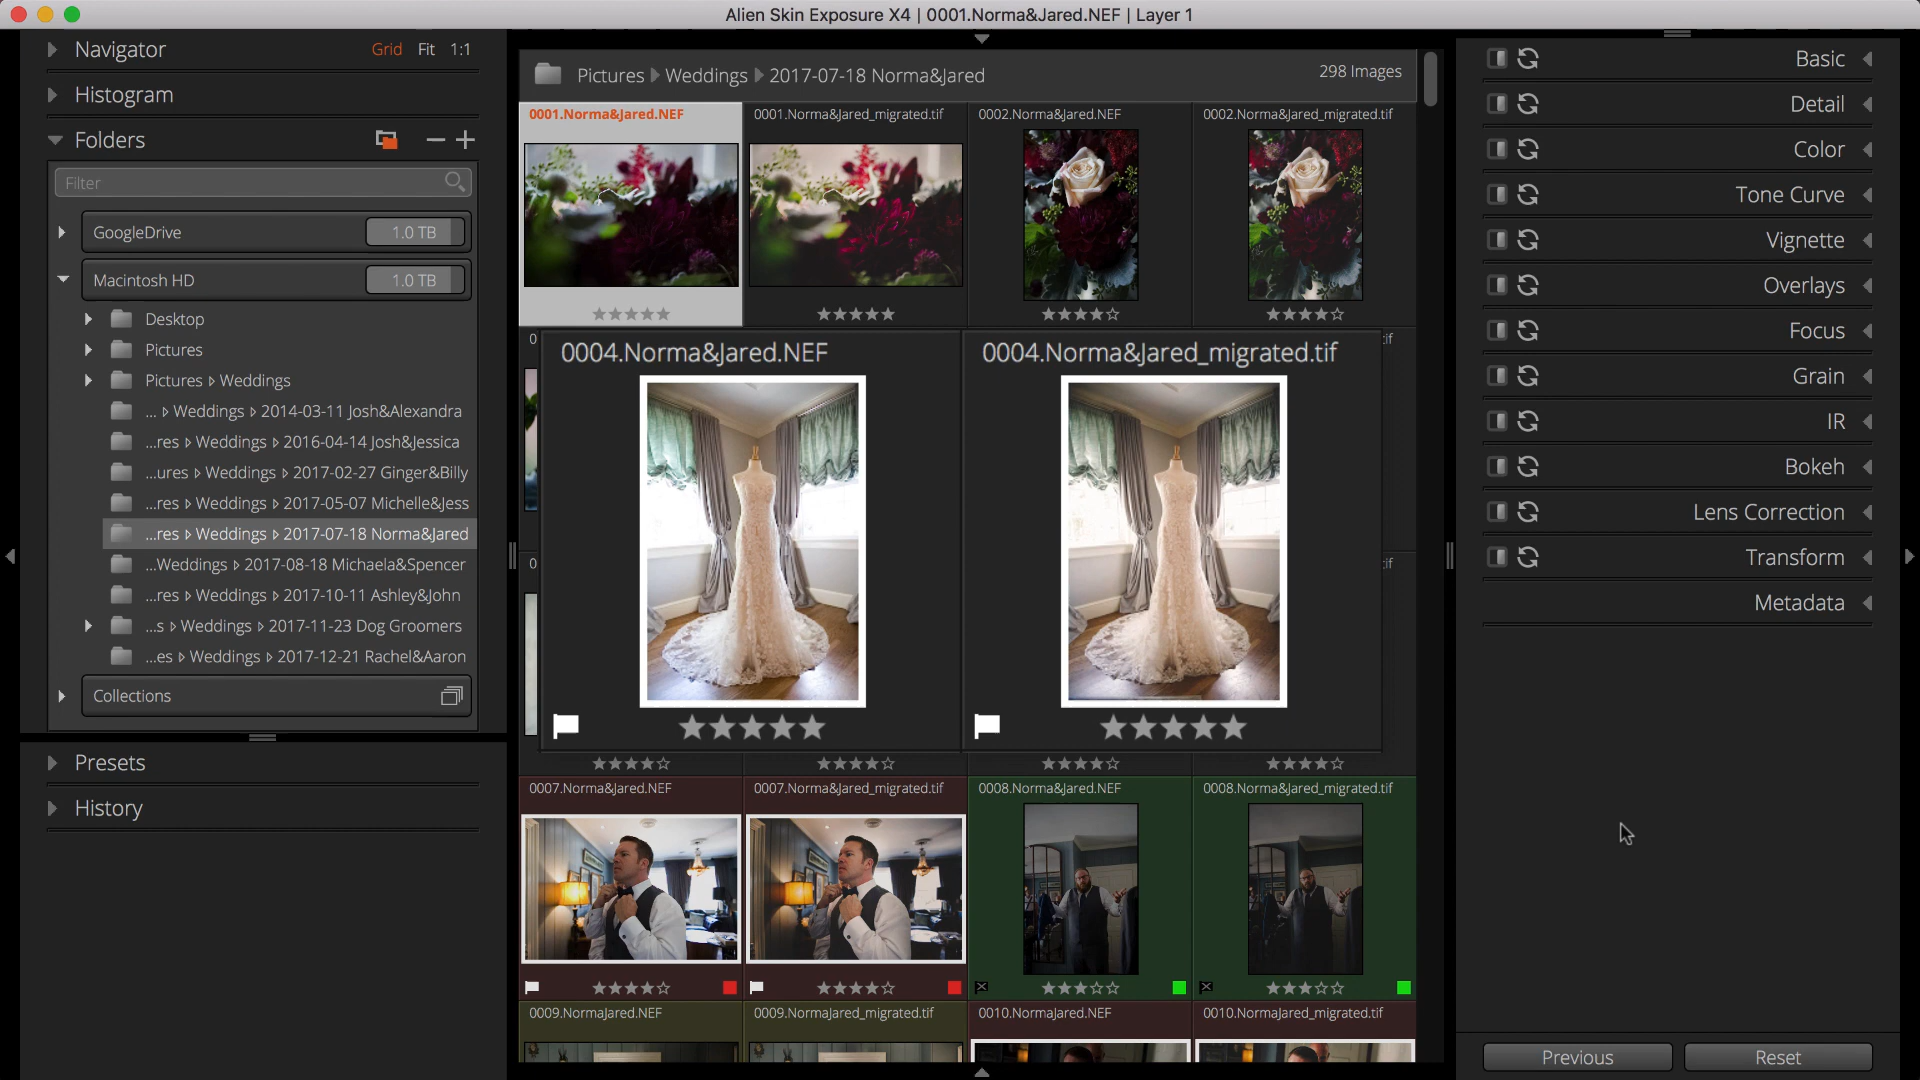 Alien Skin Exposure X4 | 0001.Norma&Jared.NEF | Layer 1
Navigator
Grid Fit 1:1
Histogram
Folders
Filter
GoogleDrive 1.0 TB
Macintosh HD 1.0 TB
Desktop
Pictures
Pictures ▹ Weddings
... ▹ Weddings ▹ 2014-03-11 Josh&Alexandra
...res ▹ Weddings ▹ 2016-04-14 Josh&Jessica
...ures ▹ Weddings ▹ 2017-02-27 Ginger&Billy
...res ▹ Weddings ▹ 2017-05-07 Michelle&Jess
...res ▹ Weddings ▹ 2017-07-18 Norma&Jared
...Weddings ▹ 2017-08-18 Michaela&Spencer
...res ▹ Weddings ▹ 2017-10-11 Ashley&John
...s ▹ Weddings ▹ 2017-11-23 Dog Groomers
...es ▹ Weddings ▹ 2017-12-21 Rachel&Aaron
Collections
Presets
History
Pictures Weddings 2017-07-18 Norma&Jared
298 Images
0001.Norma&Jared.NEF
0001.Norma&Jared_migrated.tif
0002.Norma&Jared.NEF
0002.Norma&Jared_migrated.tif
0
tif
0004.Norma&Jared.NEF
0004.Norma&Jared_migrated.tif
0
tif
0007.Norma&Jared.NEF
0007.Norma&Jared_migrated.tif
0008.Norma&Jared.NEF
0008.Norma&Jared_migrated.tif
0009.NormaJared.NEF
0009.NormaJared_migrated.tif
0010.NormaJared.NEF
0010.NormaJared_migrated.tif
Basic
Detail
Color
Tone Curve
Vignette
Overlays
Focus
Grain
IR
Bokeh
Lens Correction
Transform
Metadata
Previous
Reset